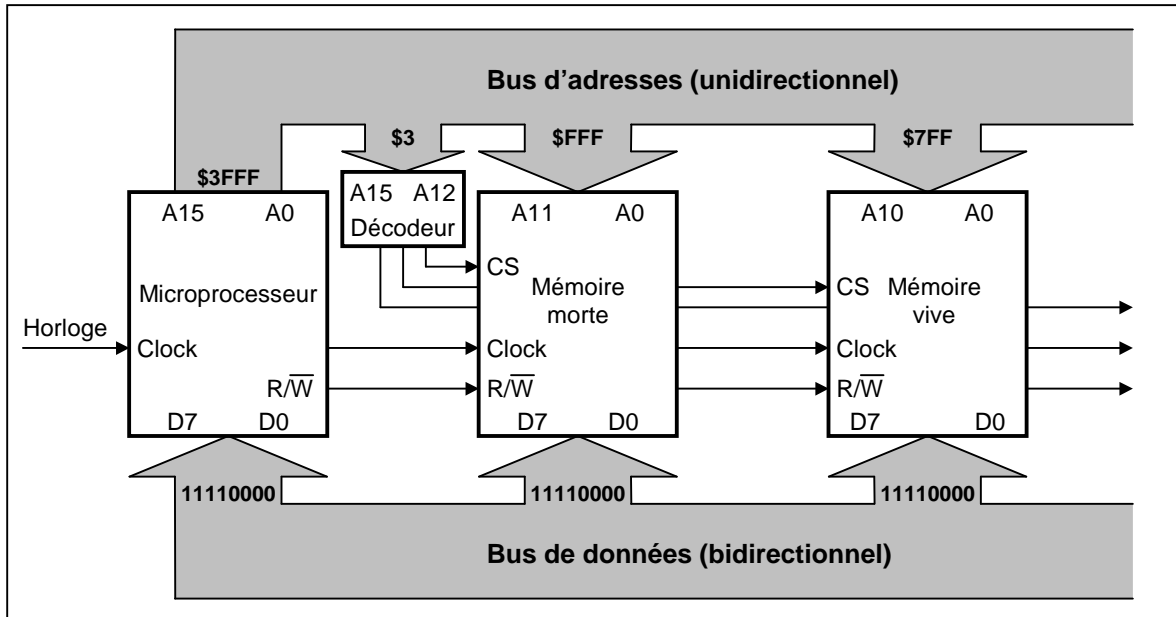 Bus d'adresses (unidirectionnel)
$3 $FFF $7FF
$3FFF
A15 A0 A15 A12 A11 A0 A10 A0
Décodeur
CS
Microprocesseur Mémoire CS Mémoire
morte vive
Horloge
Clock Clock Clock
R/W̅ R/W̅ R/W̅
D7 D0 D7 D0 D7 D0
11110000 11110000 11110000
Bus de données (bidirectionnel)